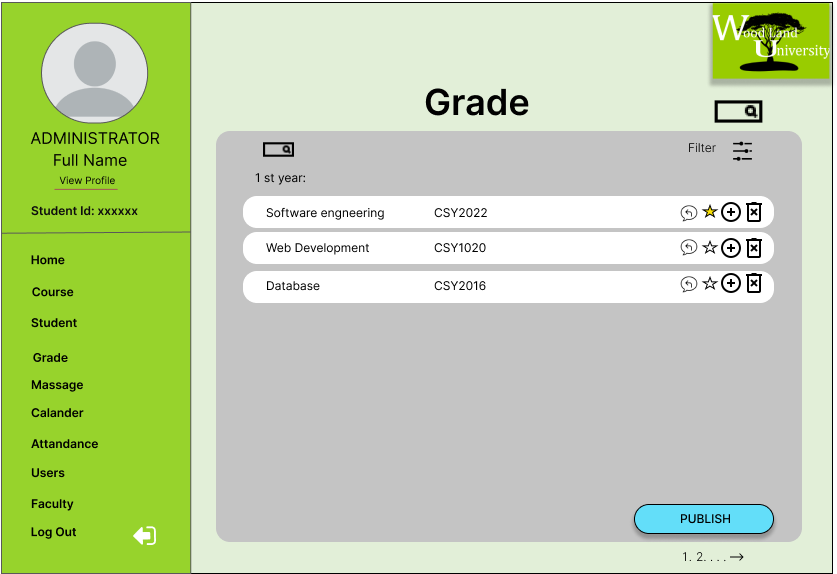 ADMINISTRATOR
Full Name
View Profile
Student Id: xxxxxx
Home
Course
Student
Grade
Massage
Calander
Attandance
Users
Faculty
Log Out
Wood Land
University
Grade
Filter
1 st year:
Software engneering CSY2022
Web Development CSY1020
Database CSY2016
PUBLISH
1. 2. . . .